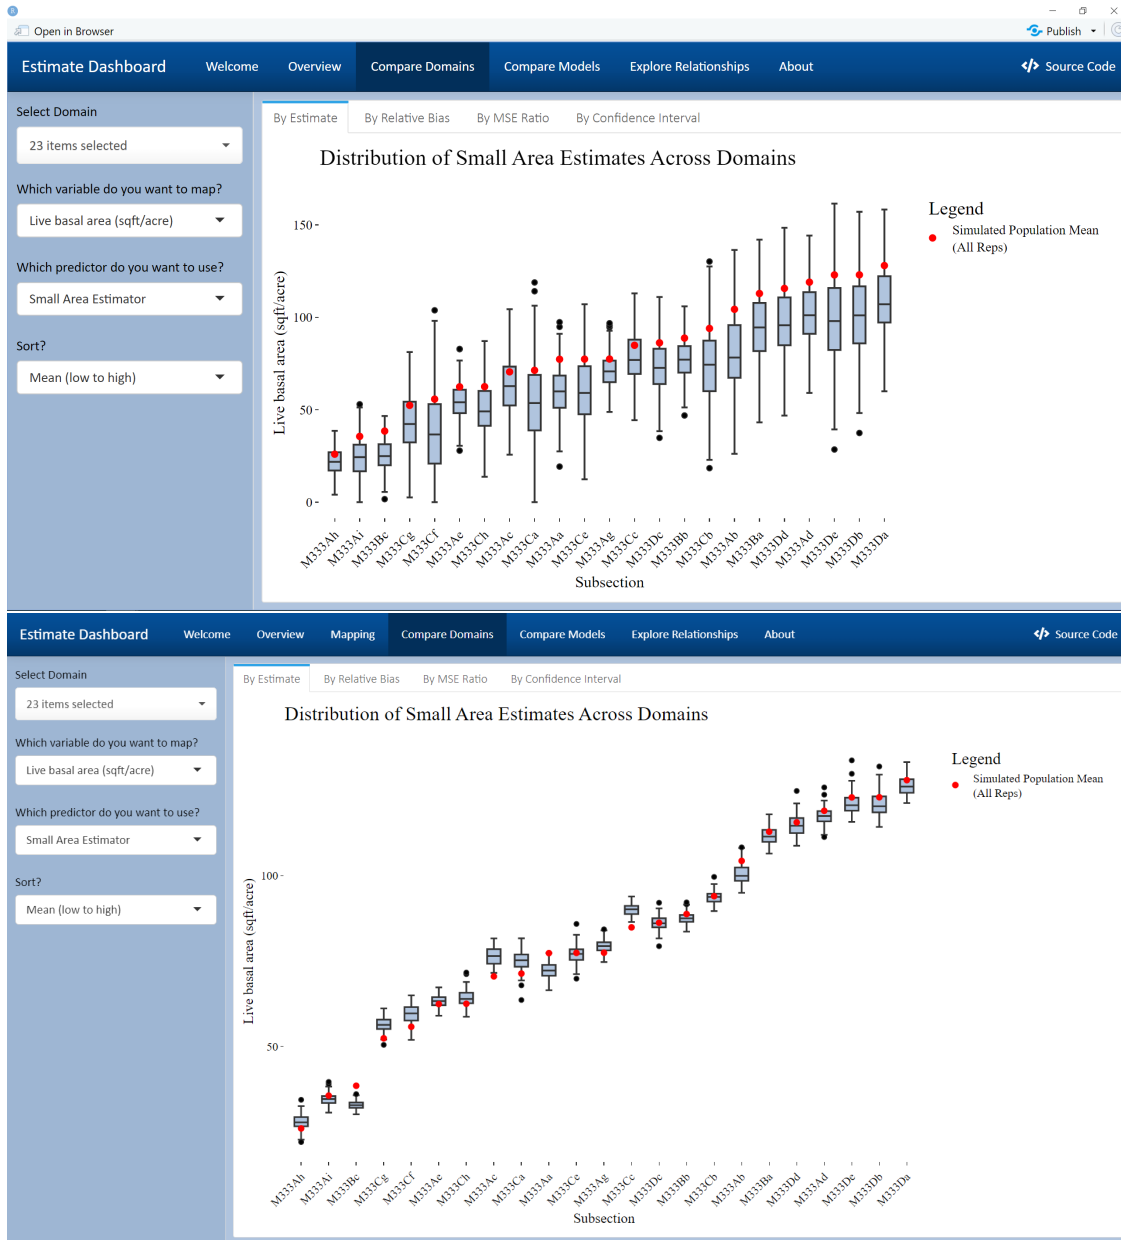 Open in Browser
Publish
Estimate Dashboard Welcome Overview Compare Domains Compare Models Explore Relationships About Source Code
Select Domain
23 items selected
Which variable do you want to map?
Live basal area (sqft/acre)
Which predictor do you want to use?
Small Area Estimator
Sort?
Mean (low to high)
By Estimate By Relative Bias By MSE Ratio By Confidence Interval
Distribution of Small Area Estimates Across Domains
Legend
Simulated Population Mean
(All Reps)
Live basal area (sqft/acre)
150
100
50
0
M333Ah M333Ai M333Bc M333Cg M333Cf M333Ae M333Ch M333Ac M333Ca M333Aa M333Ce M333Ag M333Cc M333Dc M333Bb M333Cb M333Ab M333Ba M333Dd M333Ad M333De M333Db M333Da
Subsection
Estimate Dashboard Welcome Overview Mapping Compare Domains Compare Models Explore Relationships About Source Code
Select Domain
23 items selected
Which variable do you want to map?
Live basal area (sqft/acre)
Which predictor do you want to use?
Small Area Estimator
Sort?
Mean (low to high)
By Estimate By Relative Bias By MSE Ratio By Confidence Interval
Distribution of Small Area Estimates Across Domains
Legend
Simulated Population Mean
(All Reps)
Live basal area (sqft/acre)
100
50
M333Ah M333Ai M333Bc M333Cg M333Cf M333Ae M333Ch M333Ac M333Ca M333Aa M333Ce M333Ag M333Cc M333Dc M333Bb M333Cb M333Ab M333Ba M333Dd M333Ad M333De M333Db M333Da
Subsection